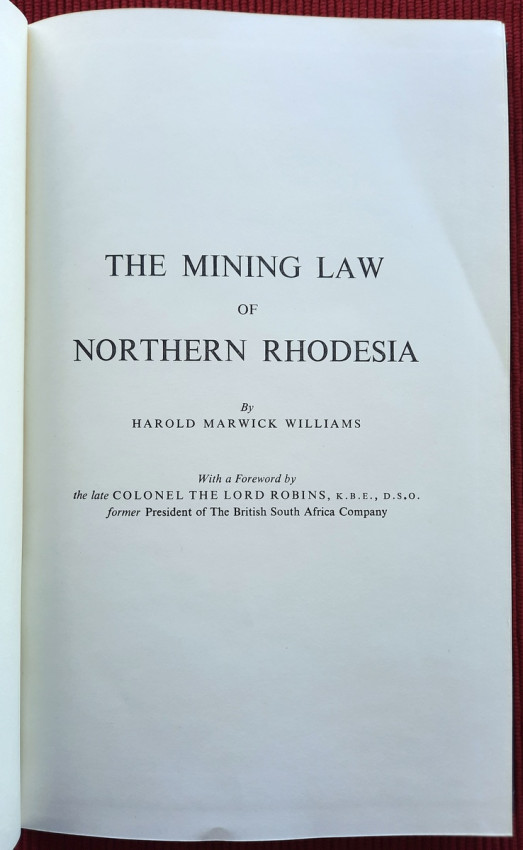 THE MINING LAW
OF
NORTHERN RHODESIA
By
HAROLD MARWICK WILLIAMS
With a Foreword by
the late COLONEL THE LORD ROBINS, K.B.E., D.S.O.
former President of The British South Africa Company